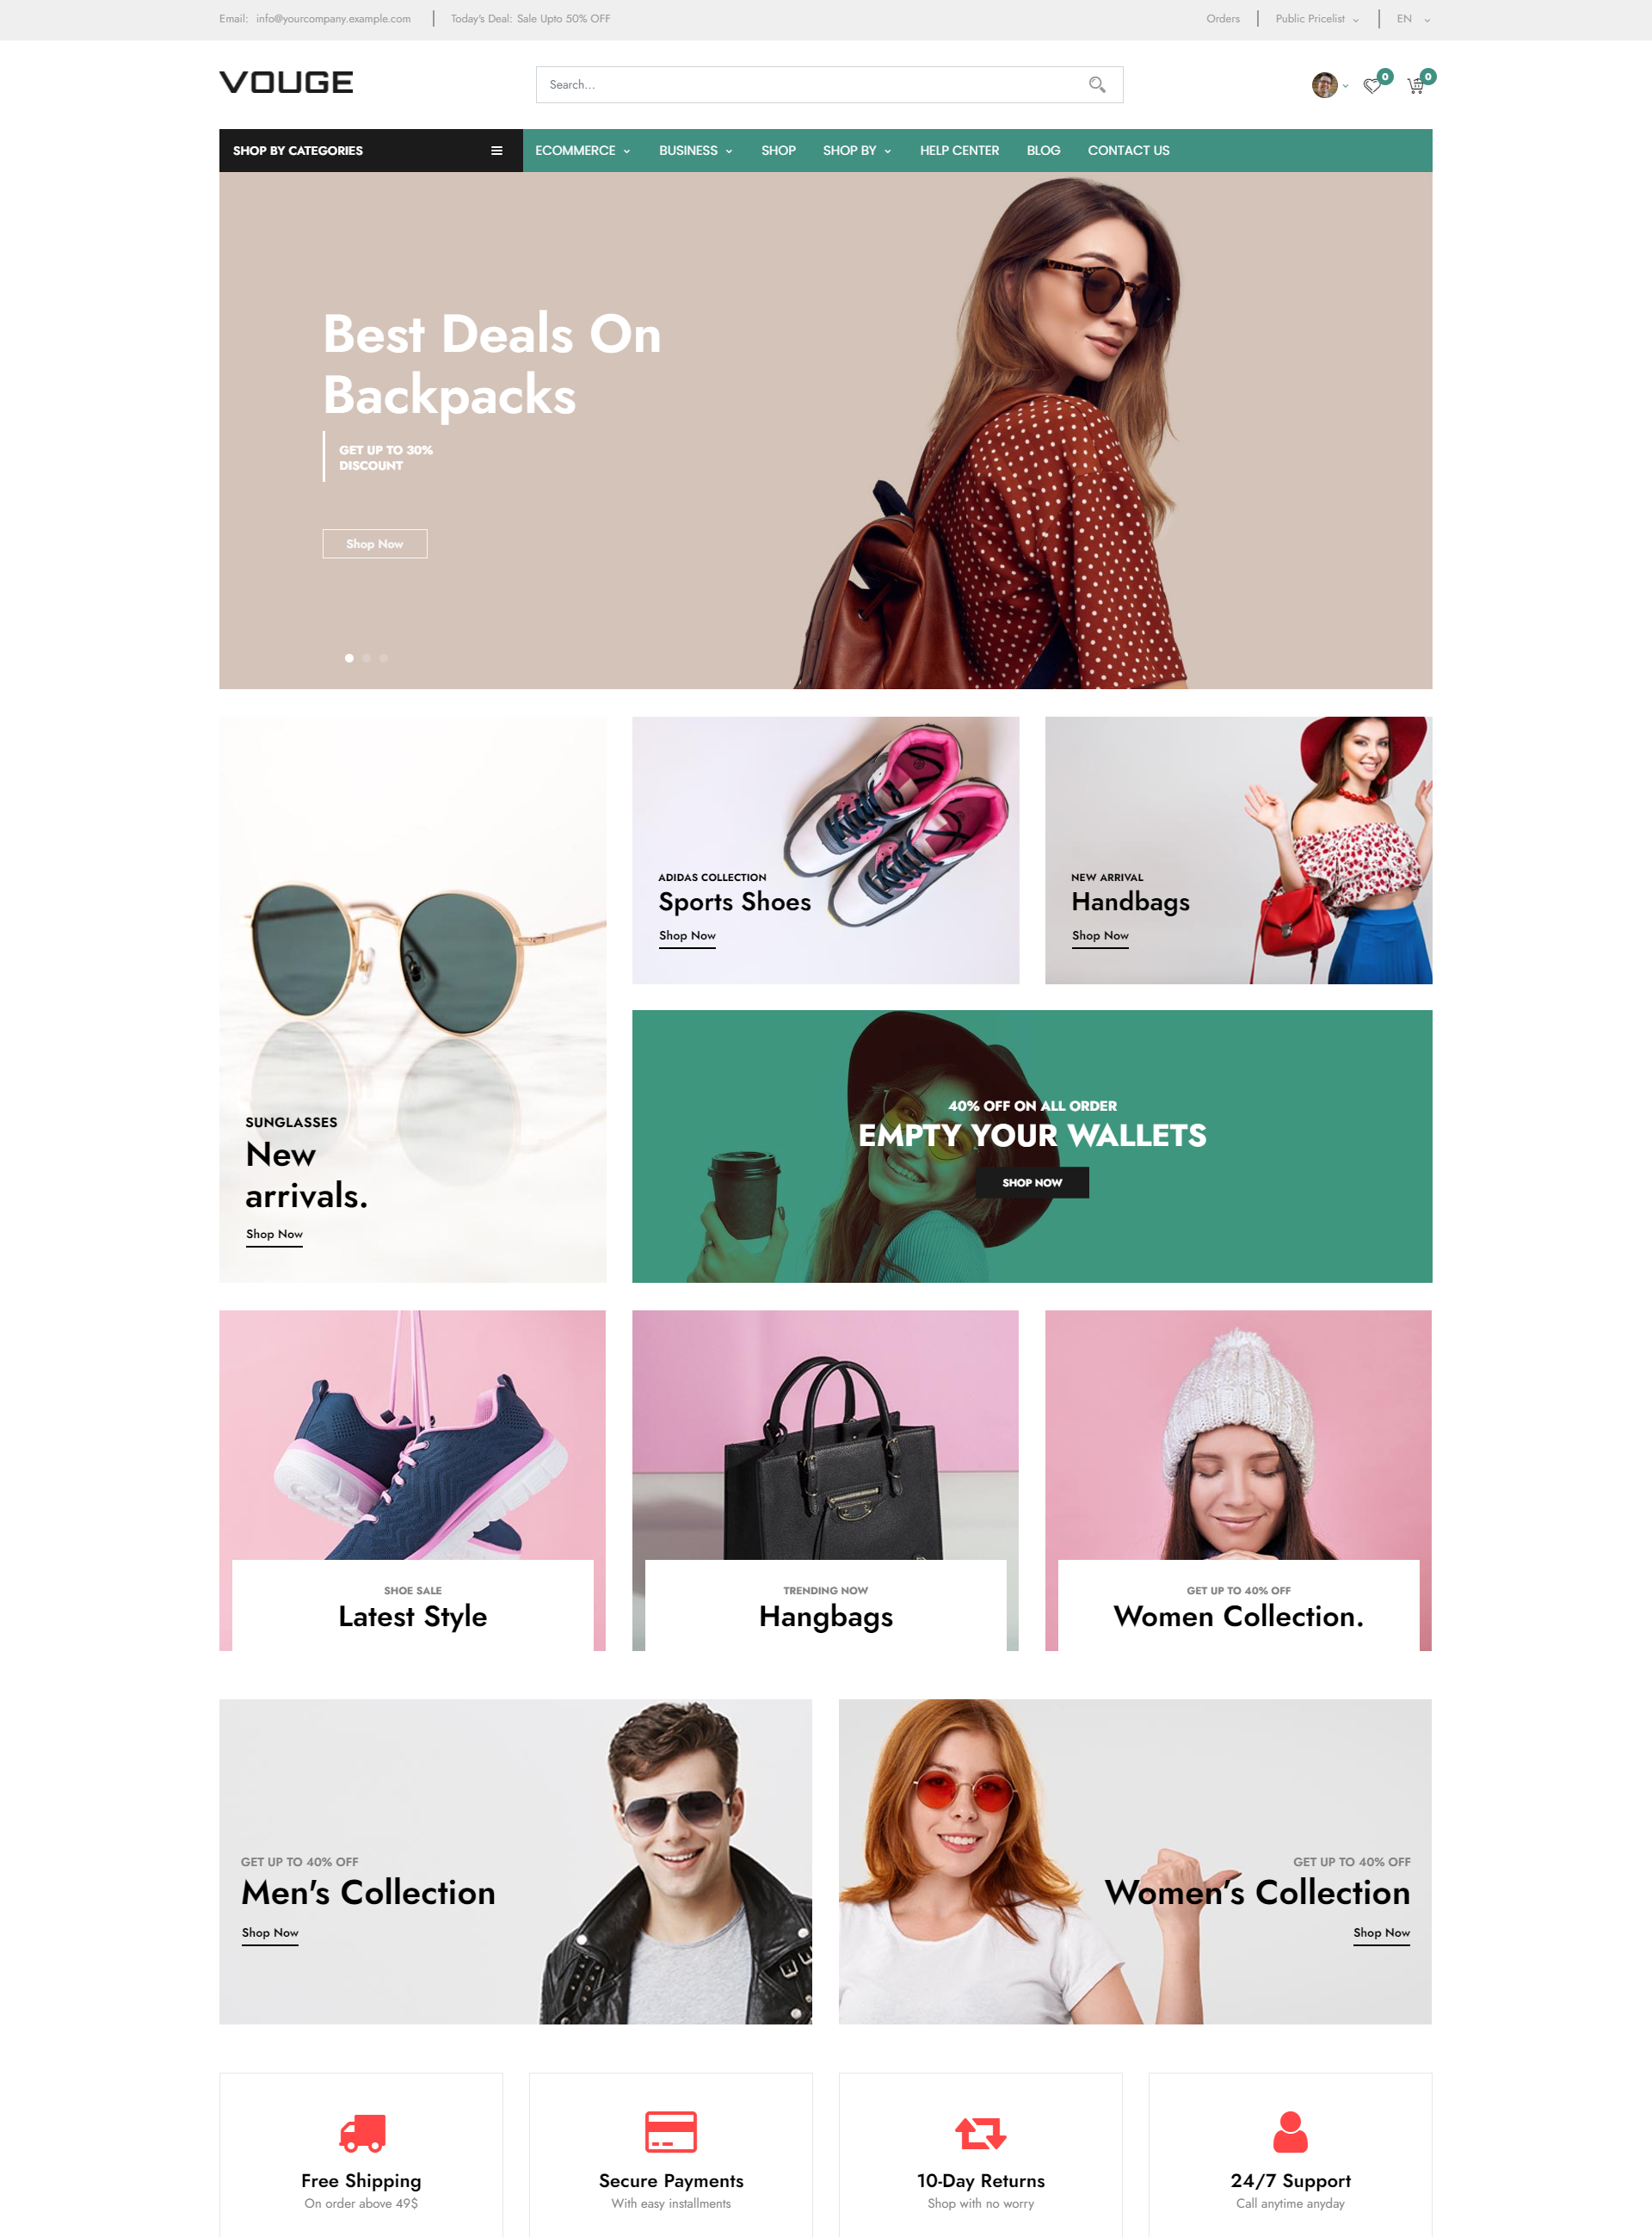 Email: info@yourcompany.example.com
Today's Deal: Sale Upto 50% OFF
Orders
Public Pricelist
EN
VOUGE
Search...
0
0
SHOP BY CATEGORIES
ECOMMERCE
BUSINESS
SHOP
SHOP BY
HELP CENTER
BLOG
CONTACT US
Best Deals On
Backpacks
GET UP TO 30%
DISCOUNT
Shop Now
ADIDAS COLLECTION
Sports Shoes
Shop Now
NEW ARRIVAL
Handbags
Shop Now
SUNGLASSES
New
arrivals.
Shop Now
40% OFF ON ALL ORDER
EMPTY YOUR WALLETS
SHOP NOW
SHOE SALE
Latest Style
TRENDING NOW
Hangbags
GET UP TO 40% OFF
Women Collection.
GET UP TO 40% OFF
Men's Collection
Shop Now
GET UP TO 40% OFF
Women's Collection
Shop Now
Free Shipping
On order above 49$
Secure Payments
With easy installments
10-Day Returns
Shop with no worry
24/7 Support
Call anytime anyday